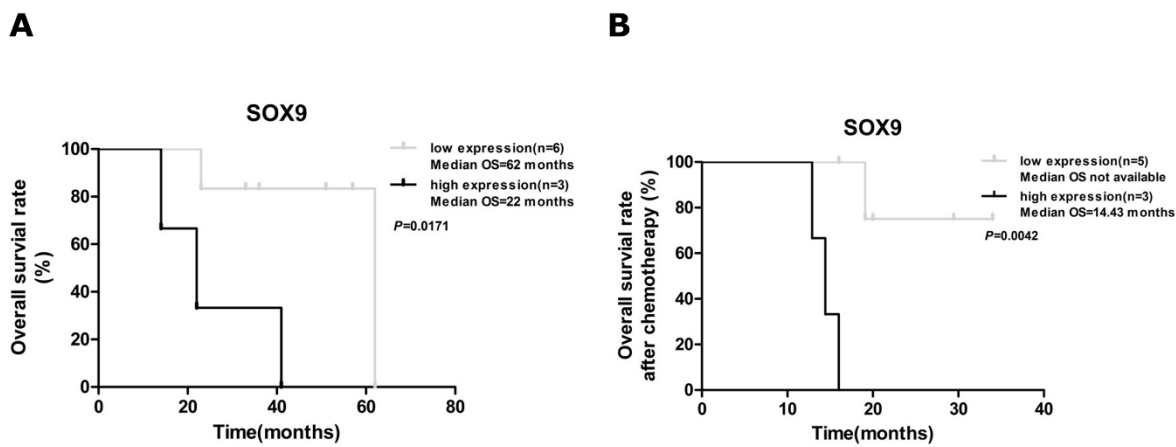 A
SOX9
low expression(n=6)
Median OS=62 months
high expression(n=3)
Median OS=22 months
P=0.0171
Overall survial rate
(%)
100
80
60
40
20
0
0 20 40 60 80
Time(months)
B
SOX9
low expression(n=5)
Median OS not available
high expression(n=3)
Median OS=14.43 months
P=0.0042
Overall survial rate
after chemotherapy (%)
100
80
60
40
20
0
0 10 20 30 40
Time(months)